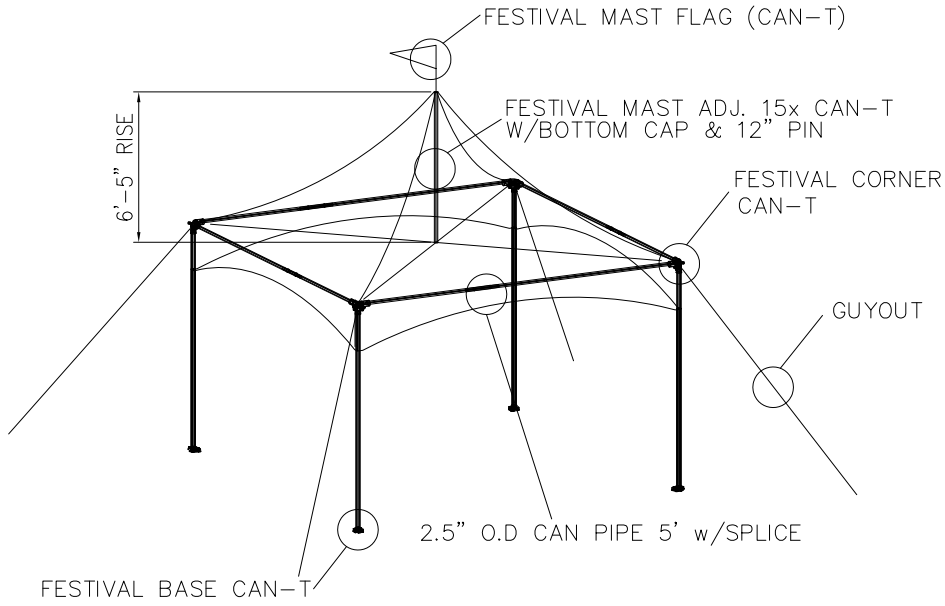 FESTIVAL MAST FLAG (CAN-T)
FESTIVAL MAST ADJ. 15x CAN-T
W/BOTTOM CAP & 12" PIN
6'-5" RISE
FESTIVAL CORNER
CAN-T
GUYOUT
2.5" O.D CAN PIPE 5' w/SPLICE
FESTIVAL BASE CAN-T